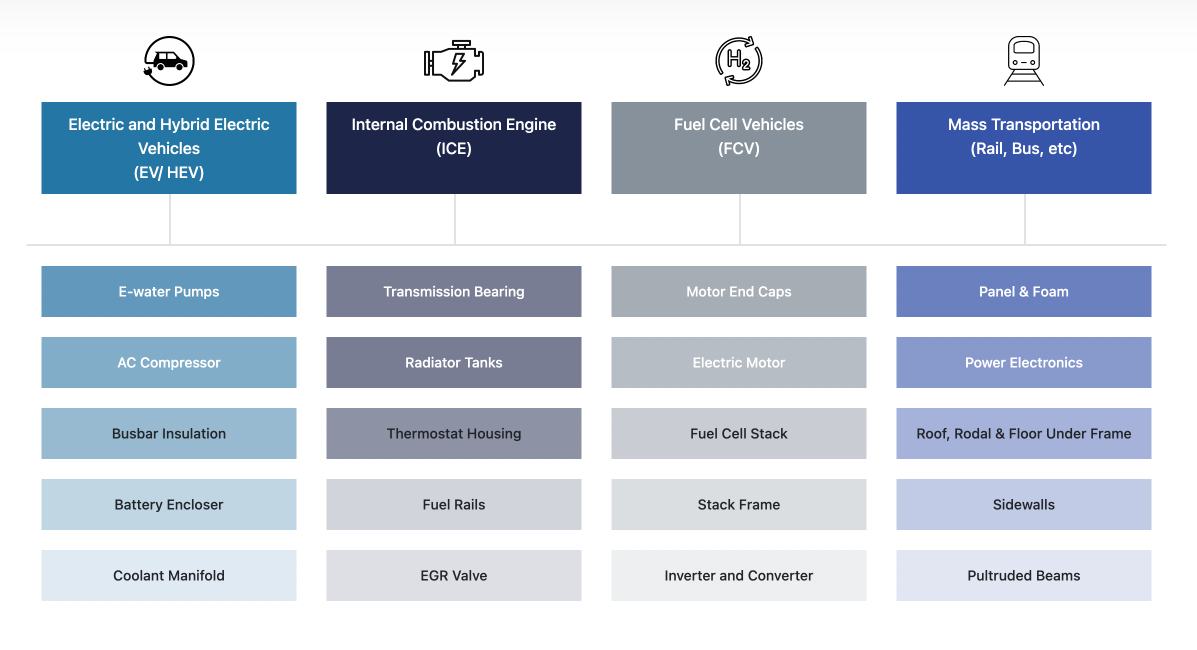 H2
Electric and Hybrid Electric
Vehicles
(EV/ HEV)
Internal Combustion Engine
(ICE)
Fuel Cell Vehicles
(FCV)
Mass Transportation
(Rail, Bus, etc)
E-water Pumps
Transmission Bearing
Motor End Caps
Panel & Foam
AC Compressor
Radiator Tanks
Electric Motor
Power Electronics
Busbar Insulation
Thermostat Housing
Fuel Cell Stack
Roof, Rodal & Floor Under Frame
Battery Encloser
Fuel Rails
Stack Frame
Sidewalls
Coolant Manifold
EGR Valve
Inverter and Converter
Pultruded Beams